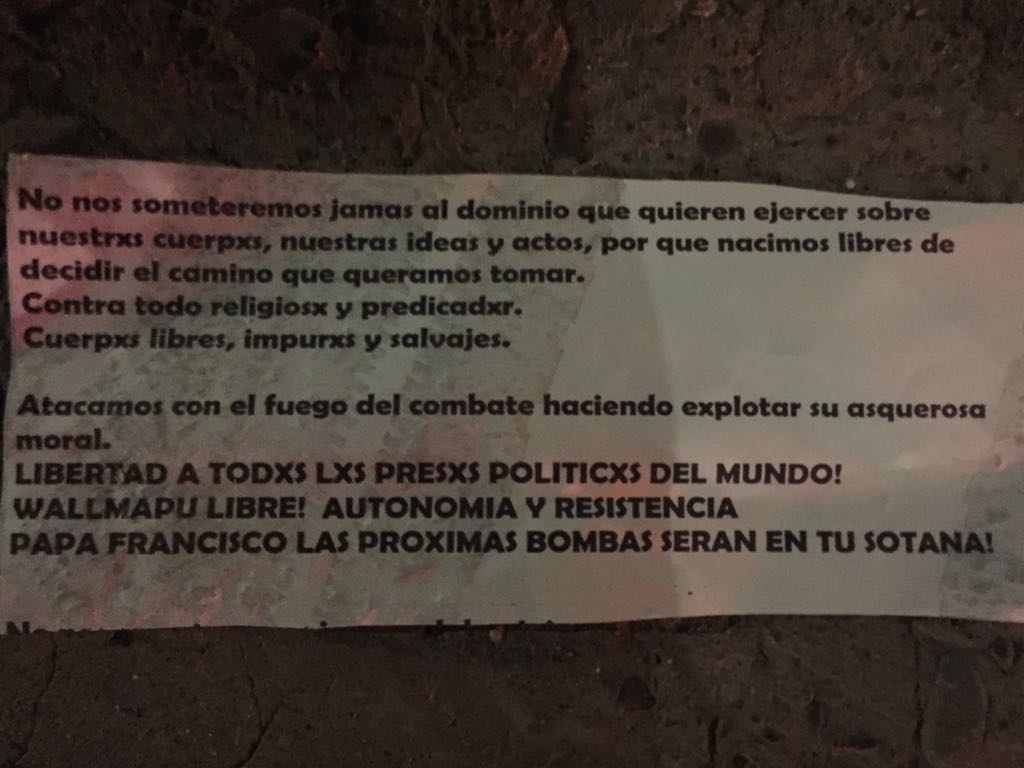 No nos someteremos jamas al dominio que quieren ejercer sobre
nuestrxs cuerpxs, nuestras ideas y actos, por que nacimos libres de
decidir el camino que queramos tomar.
Contra todo religiosx y predicadxr.
Cuerpxs libres, impurxs y salvajes.
Atacamos con el fuego del combate haciendo explotar su asquerosa
moral.
LIBERTAD A TODXS LXS PRESXS POLITICXS DEL MUNDO!
WALLMAPU LIBRE! AUTONOMIA Y RESISTENCIA
PAPA FRANCISCO LAS PROXIMAS BOMBAS SERAN EN TU SOTANA!